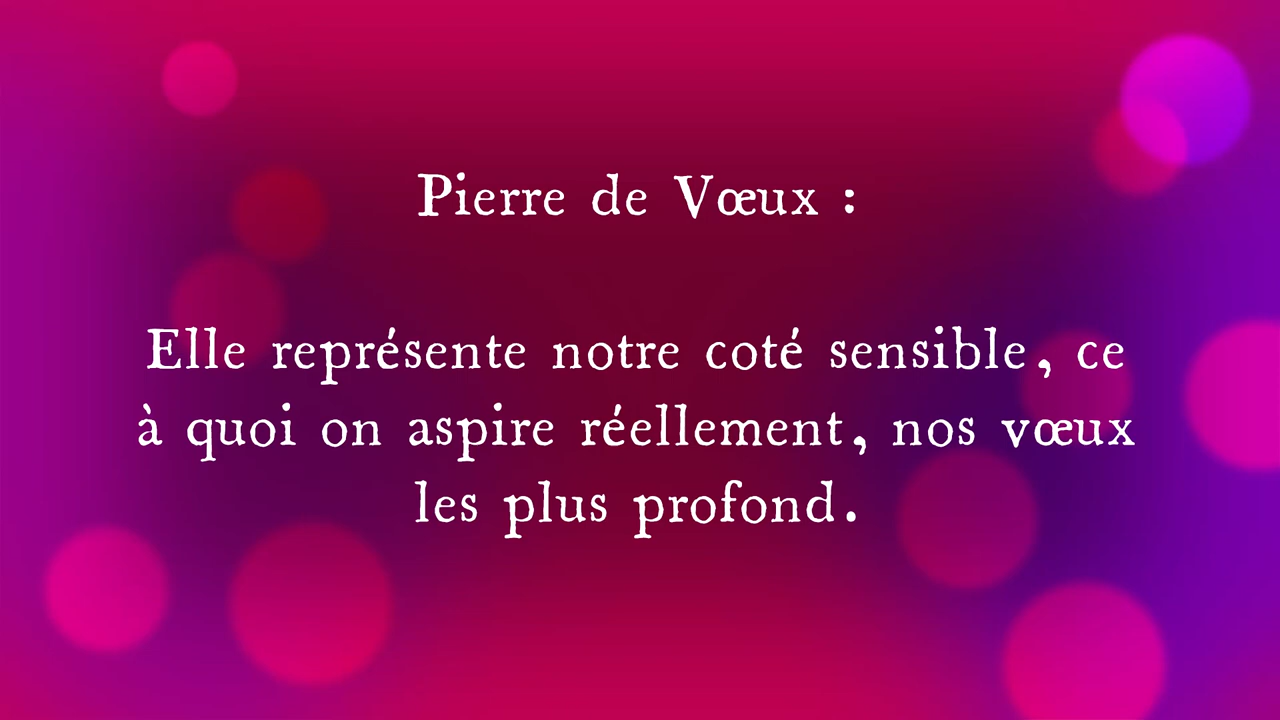 Pierre de Vœux :
Elle représente notre coté sensible, ce
à quoi on aspire réellement, nos vœux
les plus profond.